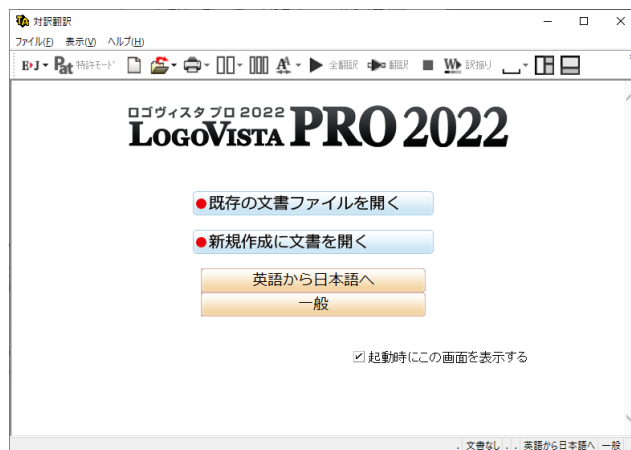 対訳翻訳
ファイル(F) 表示(V) ヘルプ(H)
E▸J Pat 特許モード 全翻訳 翻訳 W 訳振り
ロゴヴィスタ プロ 2022
LOGOVISTA PRO 2022
●既存の文書ファイルを開く
●新規作成に文書を開く
英語から日本語へ
一般
起動時にこの画面を表示する
. 文書なし . . 英語から日本語へ 一般